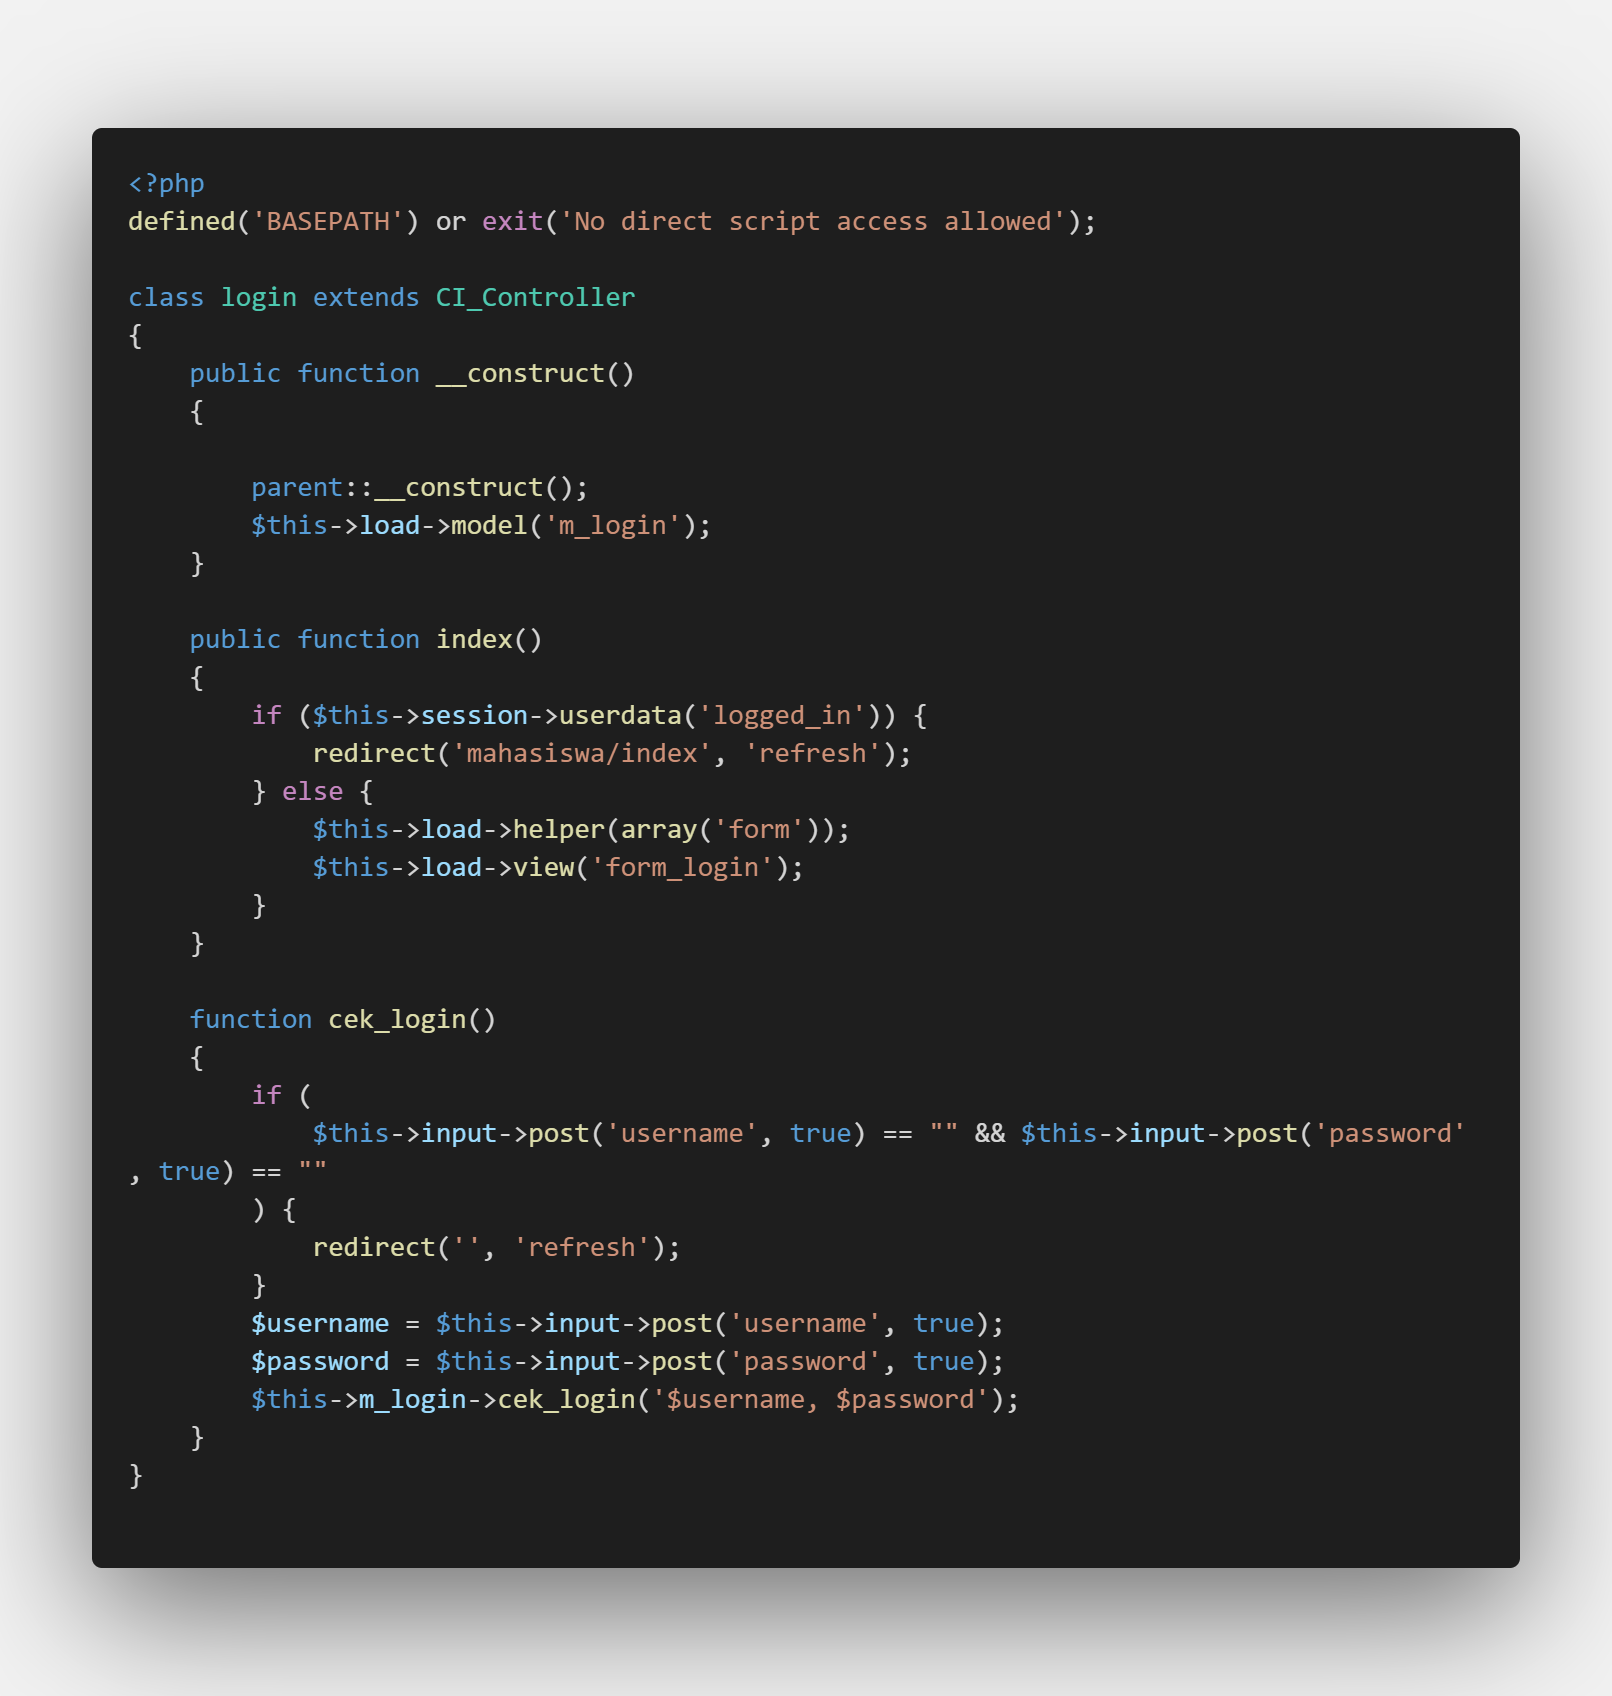 <?php
defined('BASEPATH') or exit('No direct script access allowed');

class login extends CI_Controller
{
    public function __construct()
    {

        parent::__construct();
        $this->load->model('m_login');
    }

    public function index()
    {
        if ($this->session->userdata('logged_in')) {
            redirect('mahasiswa/index', 'refresh');
        } else {
            $this->load->helper(array('form'));
            $this->load->view('form_login');
        }
    }

    function cek_login()
    {
        if (
            $this->input->post('username', true) == "" && $this->input->post('password'
, true) == ""
        ) {
            redirect('', 'refresh');
        }
        $username = $this->input->post('username', true);
        $password = $this->input->post('password', true);
        $this->m_login->cek_login('$username, $password');
    }
}